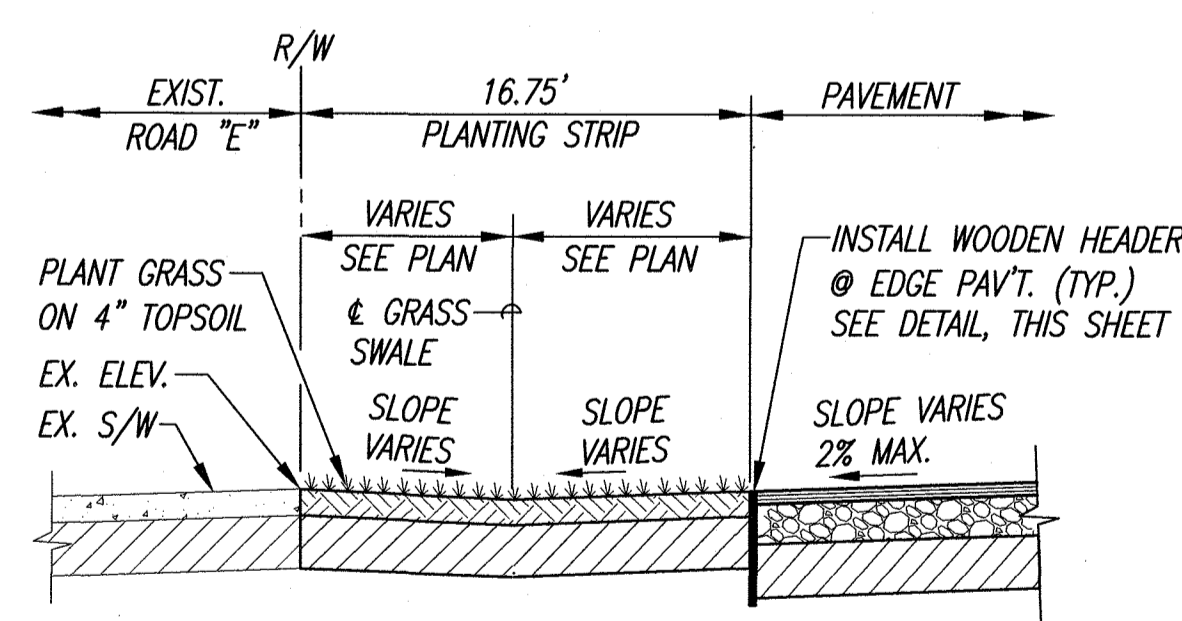 R/W
EXIST.
ROAD "E"
16.75'
PLANTING STRIP
PAVEMENT
VARIES
SEE PLAN
VARIES
SEE PLAN
PLANT GRASS
ON 4" TOPSOIL
℄ GRASS
SWALE
INSTALL WOODEN HEADER
@ EDGE PAV'T. (TYP.)
SEE DETAIL, THIS SHEET
EX. ELEV.
EX. S/W
SLOPE
VARIES
SLOPE
VARIES
SLOPE VARIES
2% MAX.